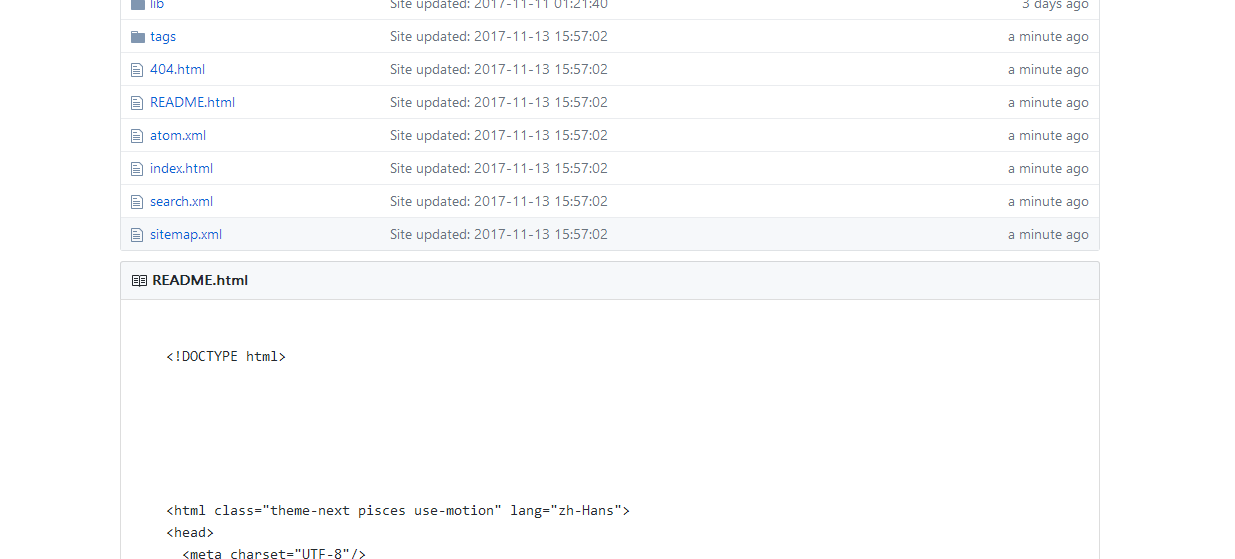 lib Site updated: 2017-11-11 01:21:40 3 days ago
tags Site updated: 2017-11-13 15:57:02 a minute ago
404.html Site updated: 2017-11-13 15:57:02 a minute ago
README.html Site updated: 2017-11-13 15:57:02 a minute ago
atom.xml Site updated: 2017-11-13 15:57:02 a minute ago
index.html Site updated: 2017-11-13 15:57:02 a minute ago
search.xml Site updated: 2017-11-13 15:57:02 a minute ago
sitemap.xml Site updated: 2017-11-13 15:57:02 a minute ago
README.html
<!DOCTYPE html>
<html class="theme-next pisces use-motion" lang="zh-Hans">
<head>
<meta charset="UTF-8"/>